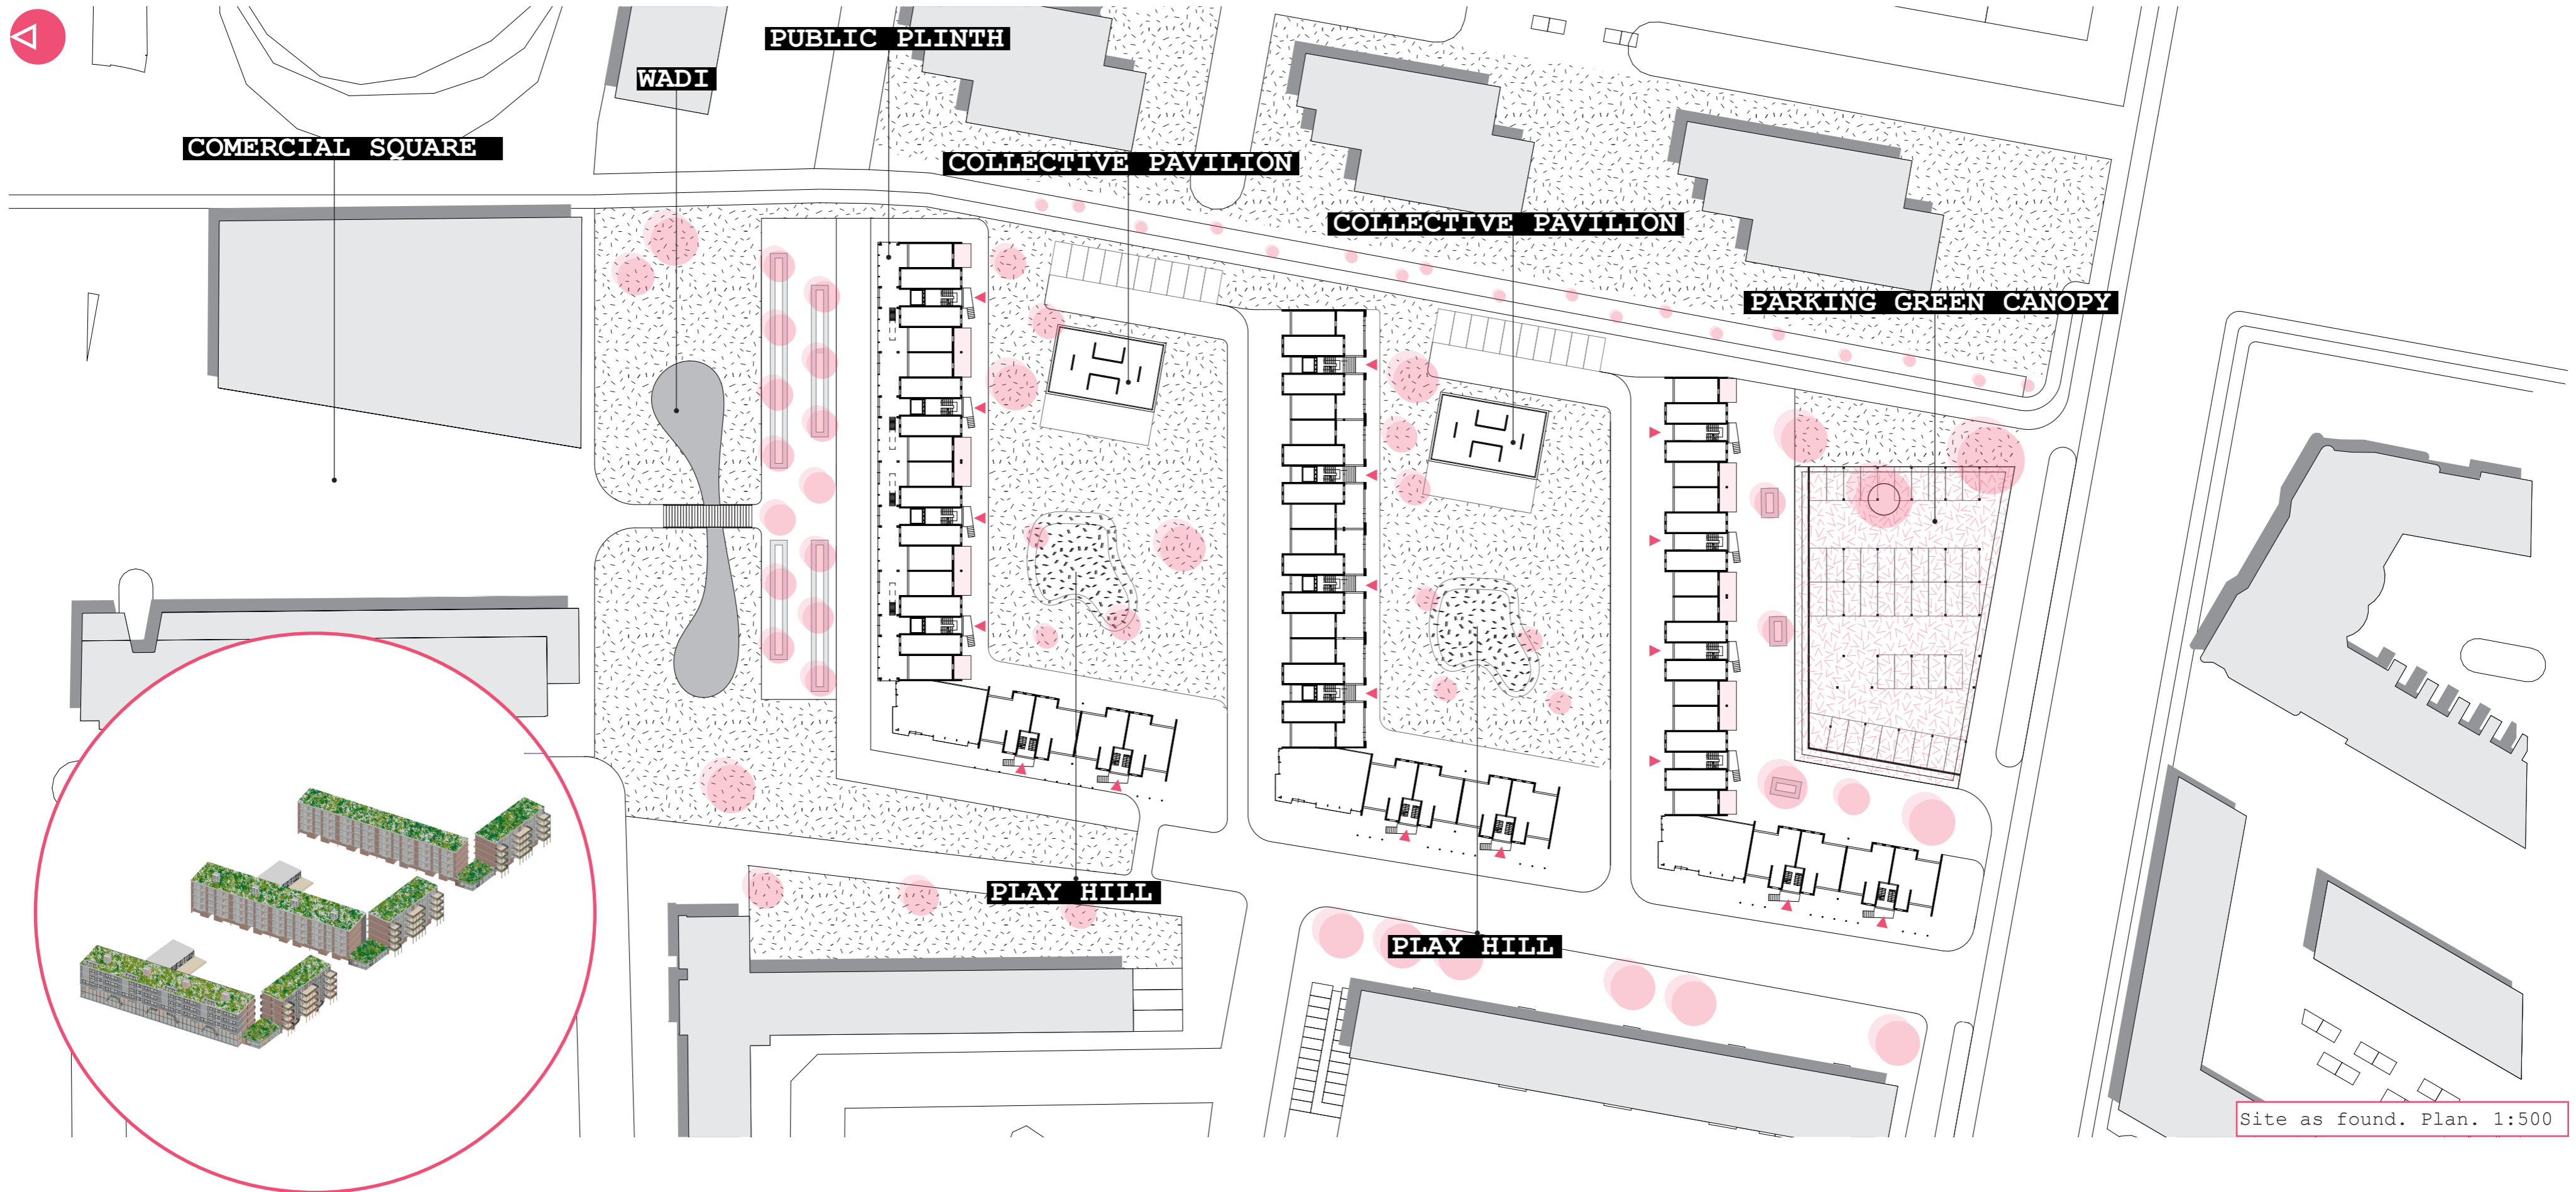 PUBLIC PLINTH
WADI
COMERCIAL SQUARE
COLLECTIVE PAVILION
COLLECTIVE PAVILION
PARKING GREEN CANOPY
PLAY HILL
PLAY HILL
Site as found. Plan. 1:500